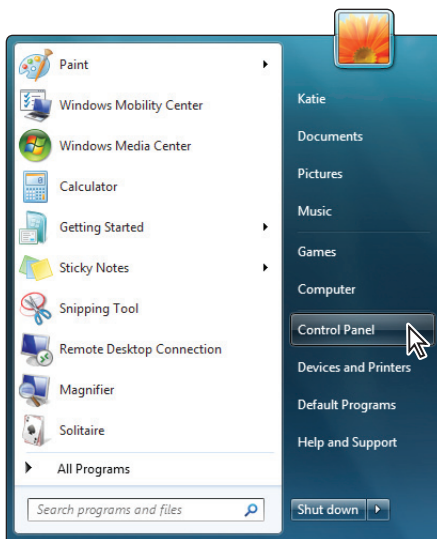 Paint
Windows Mobility Center
Windows Media Center
Calculator
Getting Started
Sticky Notes
Snipping Tool
Remote Desktop Connection
Magnifier
Solitaire
All Programs
Search programs and files
Katie
Documents
Pictures
Music
Games
Computer
Control Panel
Devices and Printers
Default Programs
Help and Support
Shut down